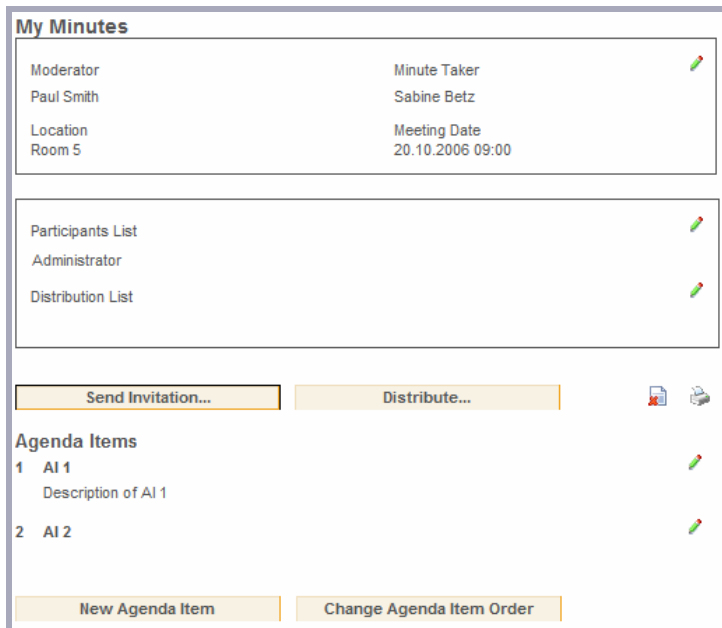 My Minutes
Moderator Minute Taker
Paul Smith Sabine Betz
Location Meeting Date
Room 5 20.10.2006 09:00
Participants List
Administrator
Distribution List
Send Invitation... Distribute...
Agenda Items
1 AI 1
Description of AI 1
2 AI 2
New Agenda Item Change Agenda Item Order